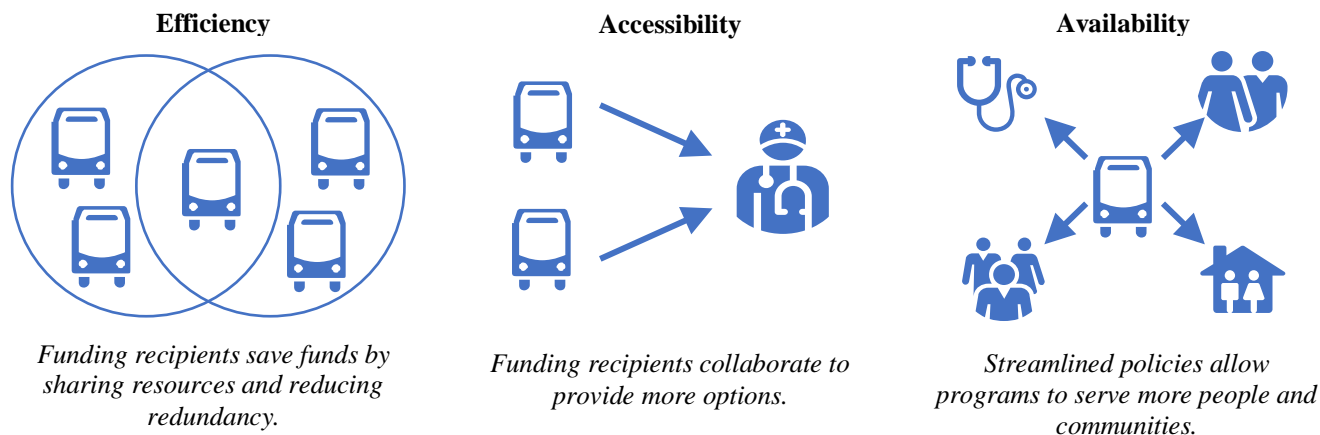 Efficiency
Funding recipients save funds by
sharing resources and reducing
redundancy.
Accessibility
Funding recipients collaborate to
provide more options.
Availability
Streamlined policies allow
programs to serve more people and
communities.